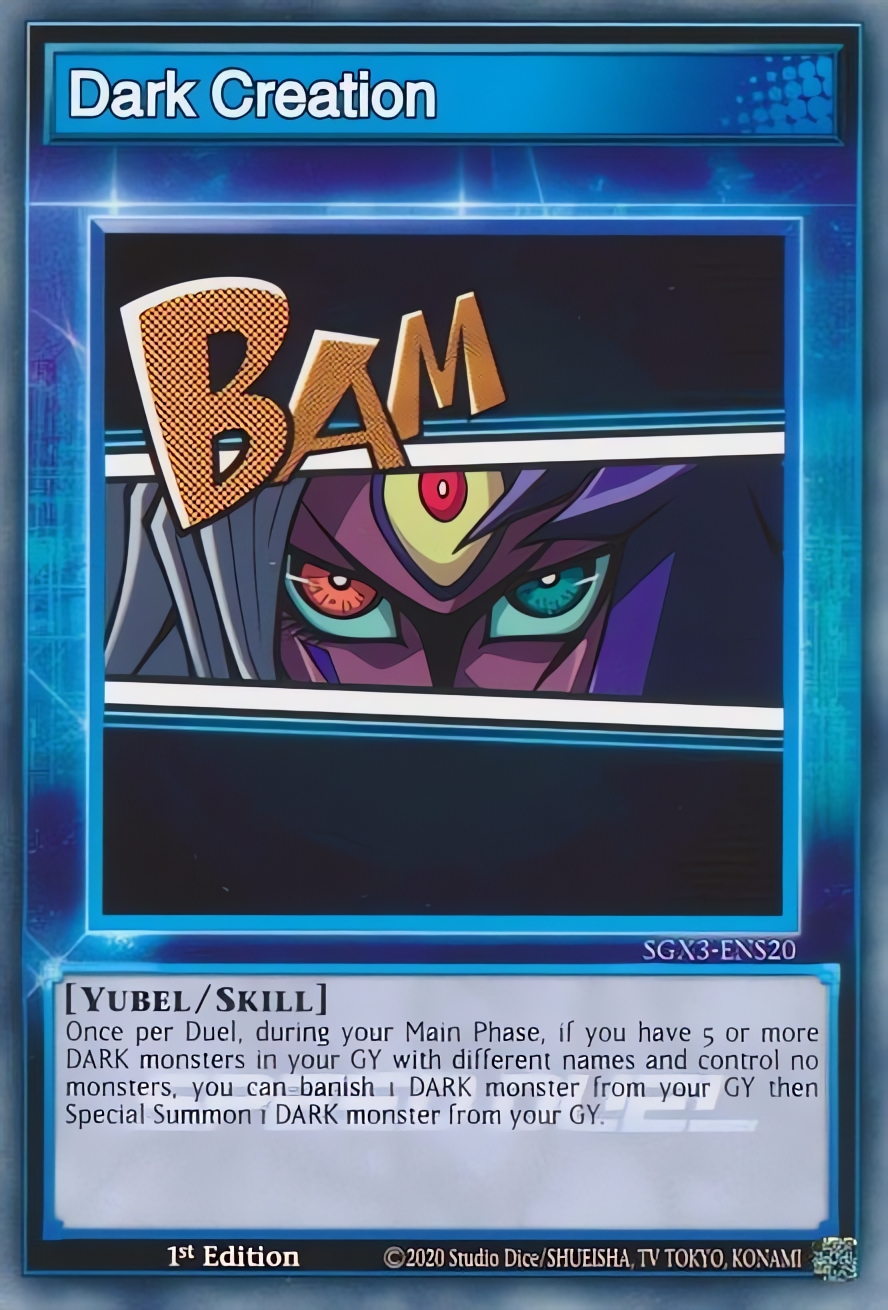 Dark Creation
BAM
SGX3-ENS20
[YUBEL/SKILL]
Once per Duel, during your Main Phase, if you have 5 or more
DARK monsters in your GY with different names and control no
monsters, you can banish 1 DARK monster from your GY then
Special Summon 1 DARK monster from your GY.
1st Edition
©2020 Studio Dice/SHUEISHA, TV TOKYO, KONAMI